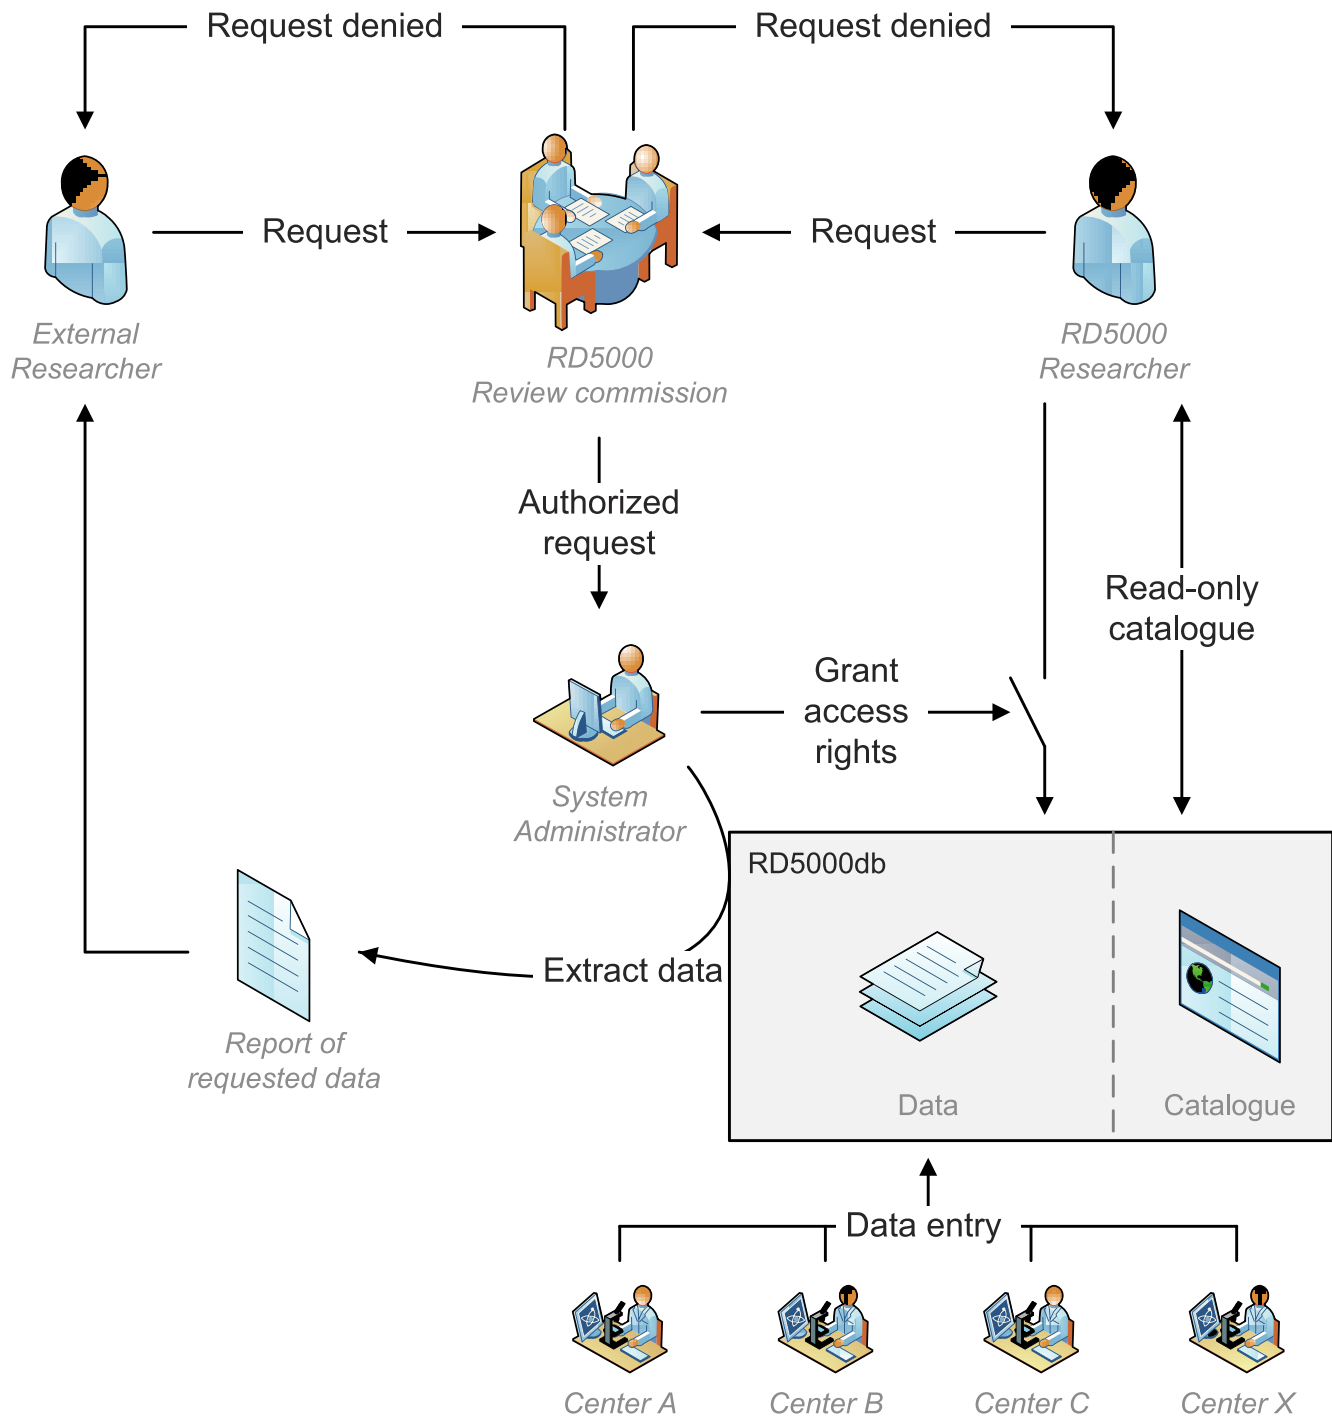 Request denied
Request denied
Request
Request
External
Researcher
RD5000
Review commission
RD5000
Researcher
Authorized
request
Read-only
catalogue
Grant
access
rights
System
Administrator
RD5000db
Extract data
Report of
requested data
Data
Catalogue
Data entry
Center A
Center B
Center C
Center X